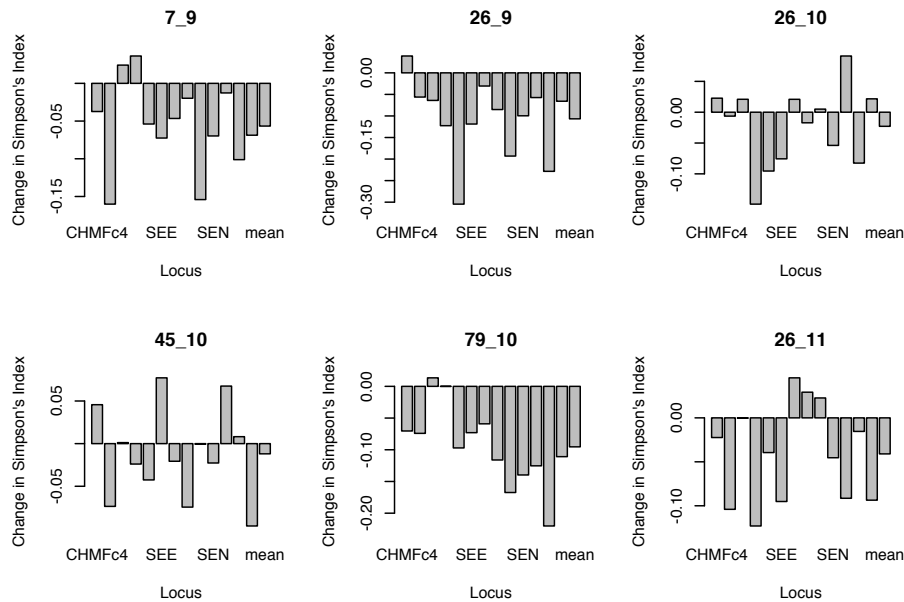 7_9
Change in Simpson's Index
-0.05
-0.15
CHMFc4 SEE SEN mean
Locus
26_9
Change in Simpson's Index
0.00
-0.15
-0.30
CHMFc4 SEE SEN mean
Locus
26_10
Change in Simpson's Index
0.00
-0.10
CHMFc4 SEE SEN mean
Locus
45_10
Change in Simpson's Index
0.05
-0.05
CHMFc4 SEE SEN mean
Locus
79_10
Change in Simpson's Index
0.00
-0.10
-0.20
CHMFc4 SEE SEN mean
Locus
26_11
Change in Simpson's Index
0.00
-0.10
CHMFc4 SEE SEN mean
Locus